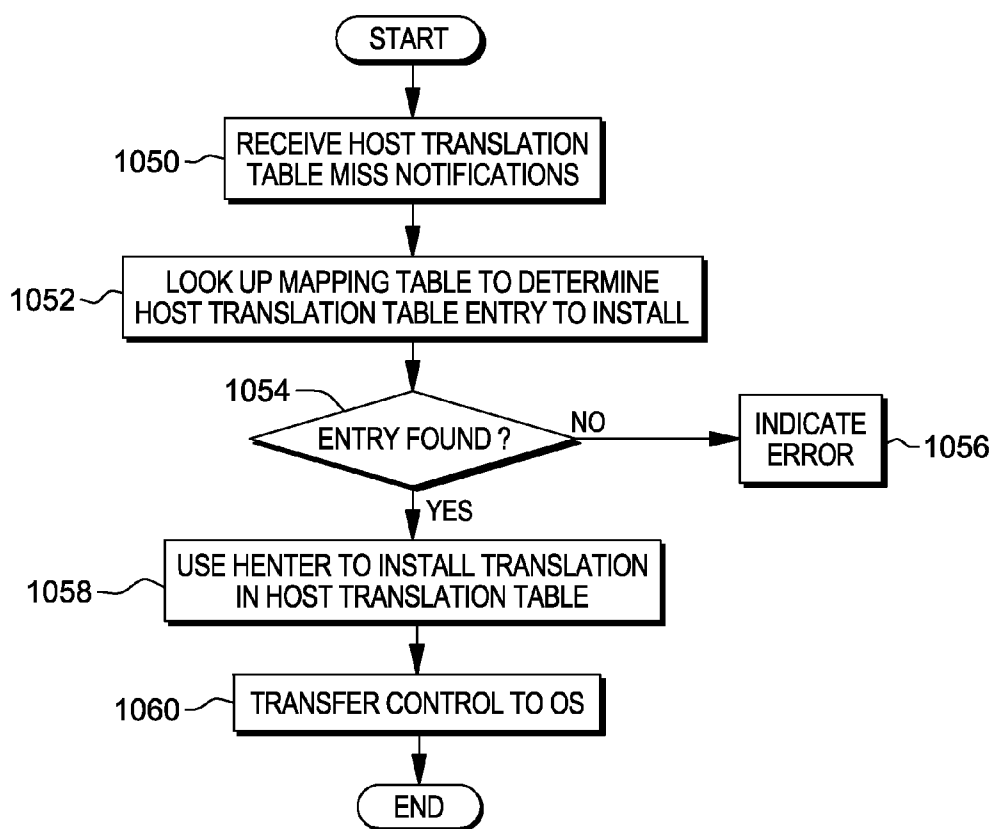 START
RECEIVE HOST TRANSLATION
TABLE MISS NOTIFICATIONS
1050
LOOK UP MAPPING TABLE TO DETERMINE
HOST TRANSLATION TABLE ENTRY TO INSTALL
1052
1054
ENTRY FOUND ?
NO
INDICATE
ERROR
1056
YES
USE HENTER TO INSTALL TRANSLATION
IN HOST TRANSLATION TABLE
1058
TRANSFER CONTROL TO OS
1060
END